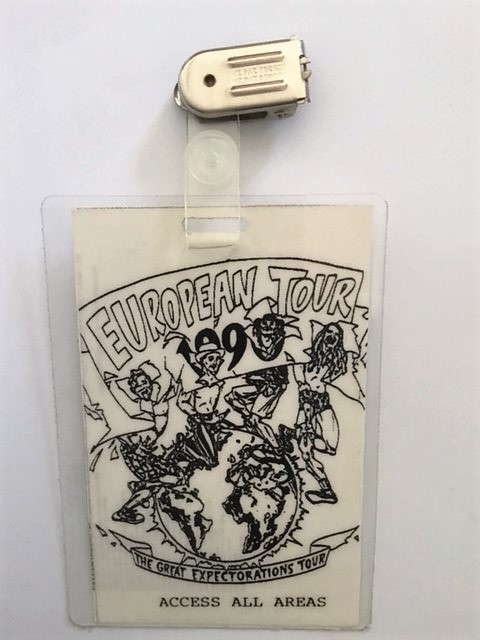 EUROPEAN TOUR
1990
THE GREAT EXPECTORATIONS TOUR
ACCESS ALL AREAS